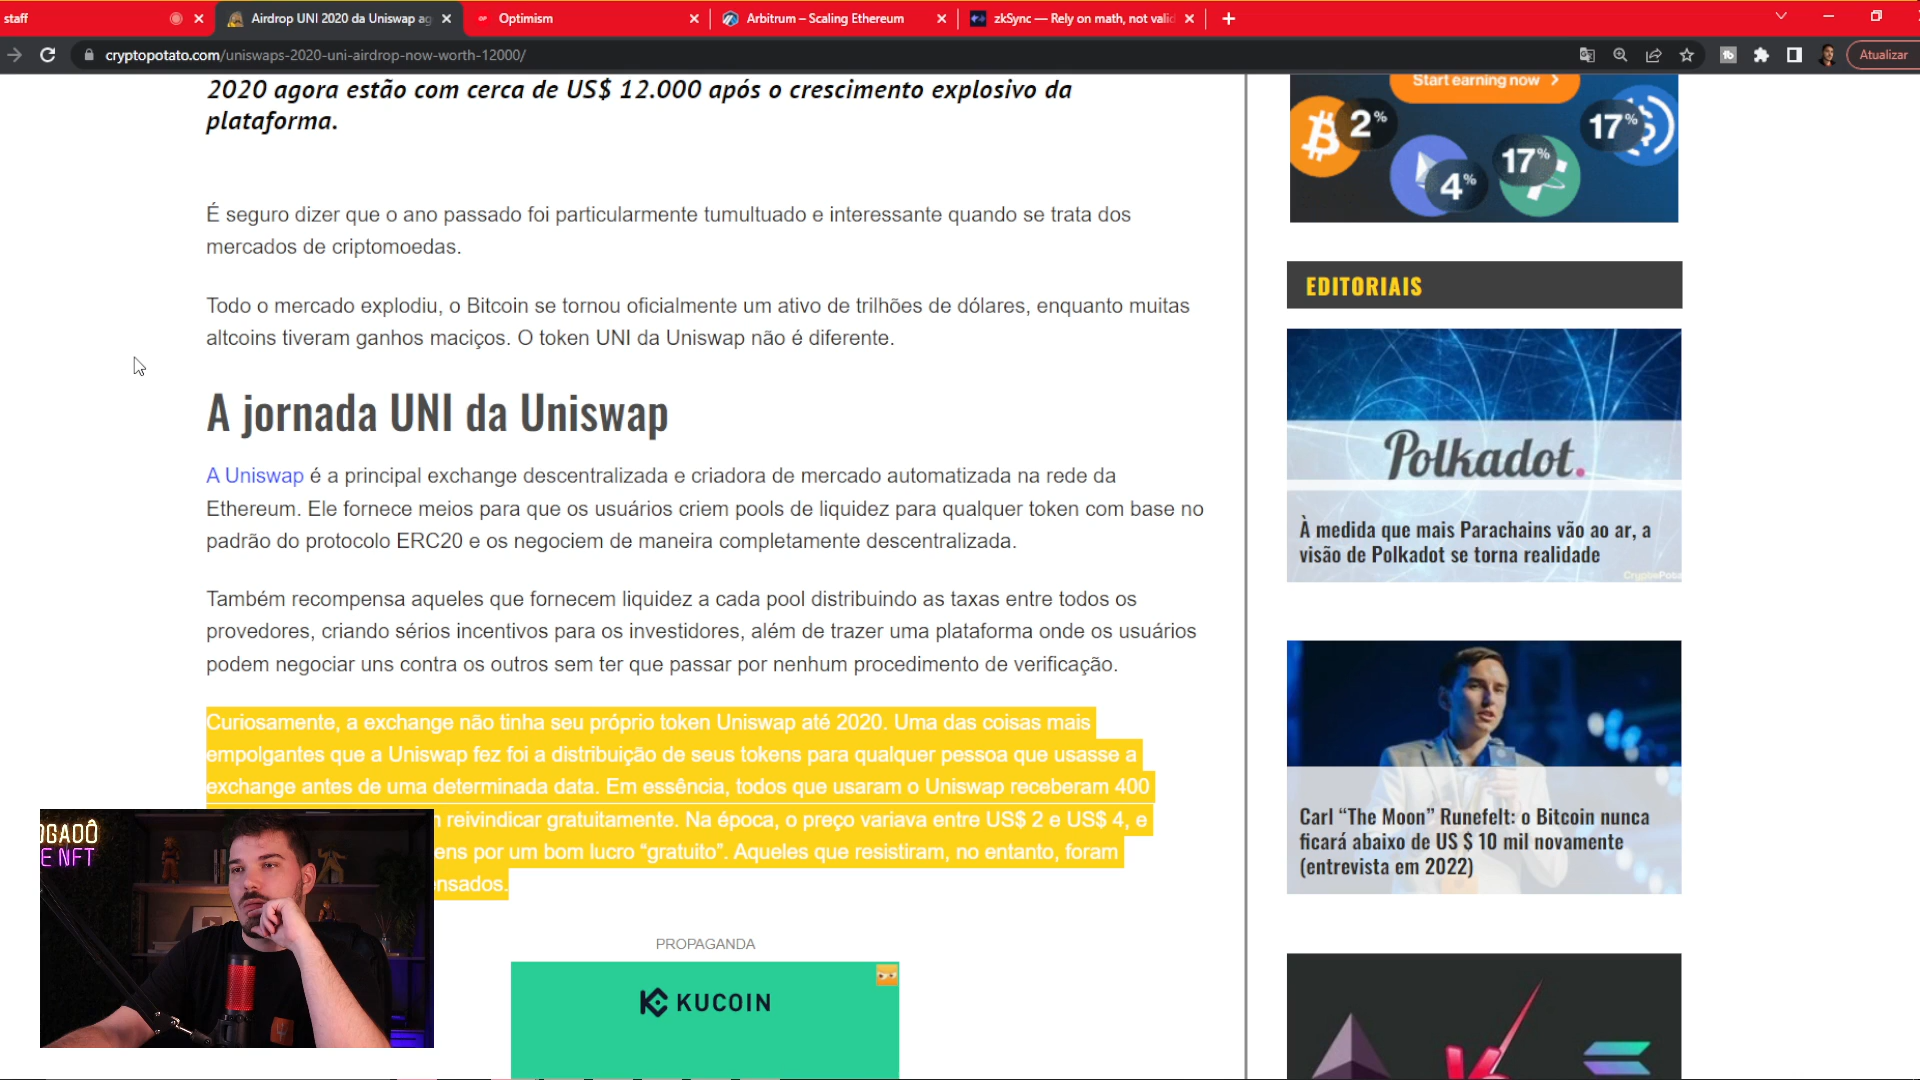 staff
Airdrop UNI 2020 da Uniswap ag
Optimism
Arbitrum – Scaling Ethereum
zkSync — Rely on math, not valid
cryptopotato.com/uniswaps-2020-uni-airdrop-now-worth-12000/
Atualizar
2020 agora estão com cerca de US$ 12.000 após o crescimento explosivo da
plataforma.
É seguro dizer que o ano passado foi particularmente tumultuado e interessante quando se trata dos
mercados de criptomoedas.
Todo o mercado explodiu, o Bitcoin se tornou oficialmente um ativo de trilhões de dólares, enquanto muitas
altcoins tiveram ganhos maciços. O token UNI da Uniswap não é diferente.
A jornada UNI da Uniswap
A Uniswap é a principal exchange descentralizada e criadora de mercado automatizada na rede da
Ethereum. Ele fornece meios para que os usuários criem pools de liquidez para qualquer token com base no
padrão do protocolo ERC20 e os negociem de maneira completamente descentralizada.
Também recompensa aqueles que fornecem liquidez a cada pool distribuindo as taxas entre todos os
provedores, criando sérios incentivos para os investidores, além de trazer uma plataforma onde os usuários
podem negociar uns contra os outros sem ter que passar por nenhum procedimento de verificação.
Curiosamente, a exchange não tinha seu próprio token Uniswap até 2020. Uma das coisas mais
empolgantes que a Uniswap fez foi a distribuição de seus tokens para qualquer pessoa que usasse a
exchange antes de uma determinada data. Em essência, todos que usaram o Uniswap receberam 400
reivindicar gratuitamente. Na época, o preço variava entre US$ 2 e US$ 4, e
ens por um bom lucro “gratuito”. Aqueles que resistiram, no entanto, foram
ensados.
OGADÔ
E NFT
PROPAGANDA
KUCOIN
Start earning now >
2%
17%
17%
4%
EDITORIAIS
Polkadot.
À medida que mais Parachains vão ao ar, a
visão de Polkadot se torna realidade
CryptoPota
Carl “The Moon” Runefelt: o Bitcoin nunca
ficará abaixo de US $ 10 mil novamente
(entrevista em 2022)